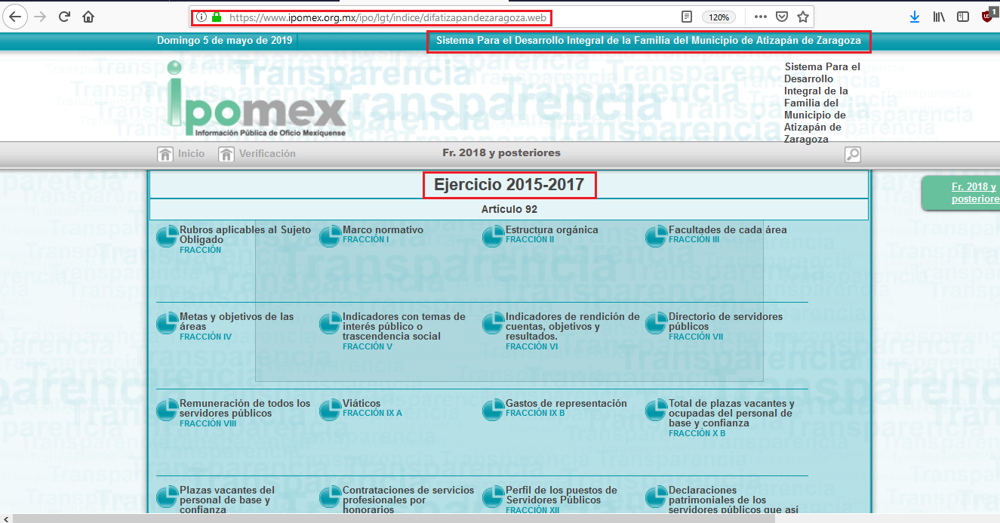 https://www.ipomex.org.mx/ipo/lgt/indice/difatizapandezaragoza.web
120%
1
Domingo 5 de mayo de 2019
Sistema Para el Desarrollo Integral de la Familia del Municipio de Atizapán de Zaragoza
ipomex
Información Pública de Oficio Mexiquense
Sistema Para el
Desarrollo
Integral de la
Familia del
Municipio de
Atizapán de
Zaragoza
Inicio
Verificación
Fr. 2018 y posteriores
Fr. 2018 y
posteriore
Ejercicio 2015-2017
Artículo 92
Rubros aplicables al Sujeto
Obligado
FRACCIÓN
Marco normativo
FRACCIÓN I
Estructura orgánica
FRACCIÓN II
Facultades de cada área
FRACCIÓN III
Metas y objetivos de las
áreas
FRACCIÓN IV
Indicadores con temas de
interés público o
trascendencia social
FRACCIÓN V
Indicadores de rendición de
cuentas, objetivos y
resultados.
FRACCIÓN VI
Directorio de servidores
públicos
FRACCIÓN VII
Remuneración de todos los
servidores públicos
FRACCIÓN VIII
Viáticos
FRACCIÓN IX A
Gastos de representación
FRACCIÓN IX B
Total de plazas vacantes y
ocupadas del personal de
base y confianza
FRACCIÓN X B
Plazas vacantes del
personal de base y
confianza
Contrataciones de servicios
profesionales por
honorarios
Perfil de los puestos de
Servidores Públicos
FRACCIÓN XII
Declaraciones
patrimoniales de los
servidores públicos que así